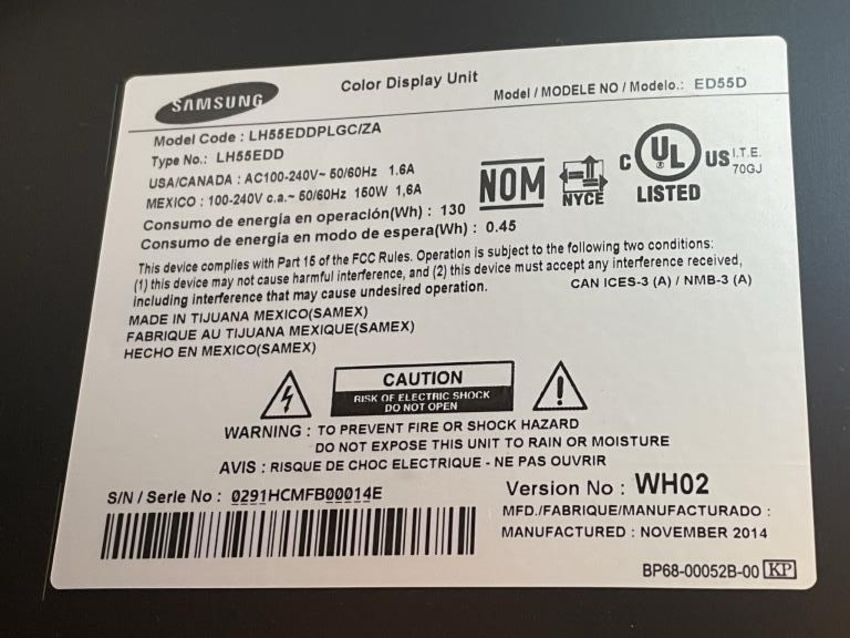 SAMSUNG
Color Display Unit
Model / MODELE NO / Modelo.: ED55D
Model Code : LH55EDDPLGC/ZA
Type No.: LH55EDD
USA/CANADA : AC100-240V~ 50/60Hz 1.6A
MEXICO : 100-240V c.a.~ 50/60Hz 150W 1,6A
Consumo de energía en operación(Wh) : 130
Consumo de energía en modo de espera(Wh) : 0.45
NOM
NYCE
C UL US
LISTED
I.T.E.
70GJ
This device complies with Part 15 of the FCC Rules. Operation is subject to the following two conditions:
(1) this device may not cause harmful interference, and (2) this device must accept any interference received,
including interference that may cause undesired operation.
CAN ICES-3 (A) / NMB-3 (A)
MADE IN TIJUANA MEXICO(SAMEX)
FABRIQUE AU TIJUANA MEXIQUE(SAMEX)
HECHO EN MEXICO(SAMEX)
CAUTION
RISK OF ELECTRIC SHOCK
DO NOT OPEN
WARNING : TO PREVENT FIRE OR SHOCK HAZARD
DO NOT EXPOSE THIS UNIT TO RAIN OR MOISTURE
AVIS : RISQUE DE CHOC ELECTRIQUE - NE PAS OUVRIR
S/N / Serie No : 0291HCMFB00014E
Version No : WH02
MFD./FABRIQUE/MANUFACTURADO :
MANUFACTURED : NOVEMBER 2014
BP68-00052B-00 KP